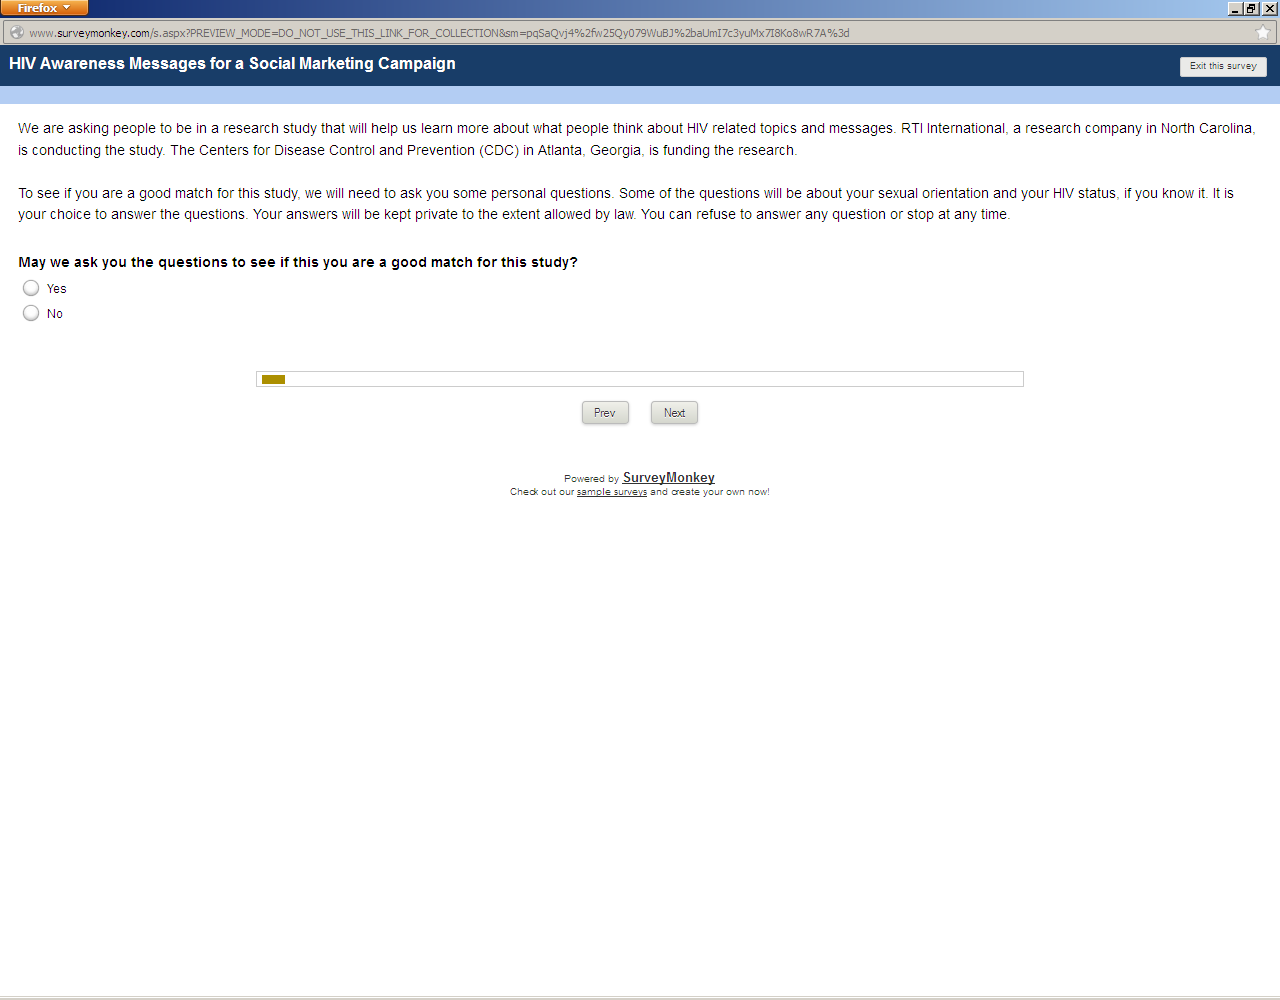 Firefox
www.surveymonkey.com/s.aspx?PREVIEW_MODE=DO_NOT_USE_THIS_LINK_FOR_COLLECTION&sm=pqSaQvj4%2fw25Qy079WuBJ%2baUmI7c3yuMx7I8Ko8wR7A%3d
HIV Awareness Messages for a Social Marketing Campaign
Exit this survey
We are asking people to be in a research study that will help us learn more about what people think about HIV related topics and messages. RTI International, a research company in North Carolina,
is conducting the study. The Centers for Disease Control and Prevention (CDC) in Atlanta, Georgia, is funding the research.
To see if you are a good match for this study, we will need to ask you some personal questions. Some of the questions will be about your sexual orientation and your HIV status, if you know it. It is
your choice to answer the questions. Your answers will be kept private to the extent allowed by law. You can refuse to answer any question or stop at any time.
May we ask you the questions to see if this you are a good match for this study?
Yes
No
Prev
Next
Powered by SurveyMonkey
Check out our sample surveys and create your own now!